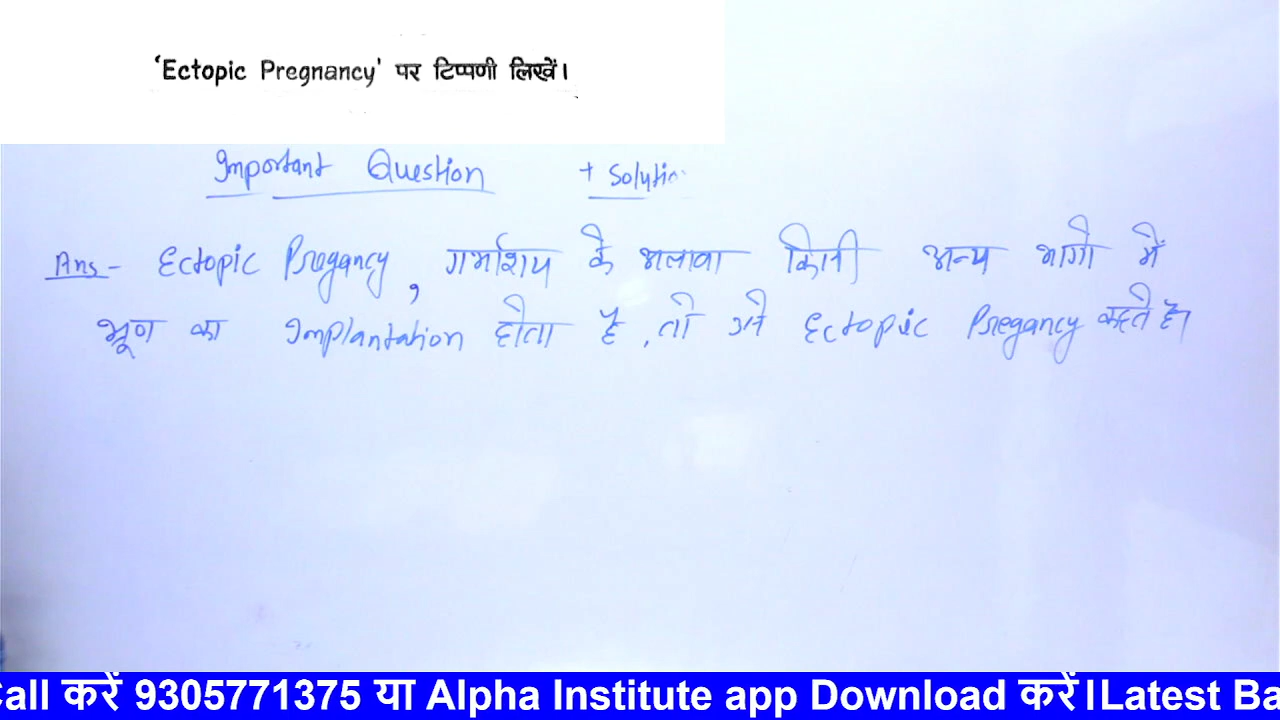 'Ectopic Pregnancy' पर टिप्पणी लिखें।
Important Question + Solution
Ans- Ectopic Pregancy, गर्भाशय के अलावा किसी अन्य भागो में
भ्रूण का Implantation होता है, तो उसे Ectopic Pregancy कहते है।
Call करें 9305771375 या Alpha Institute app Download करें।Latest Ba